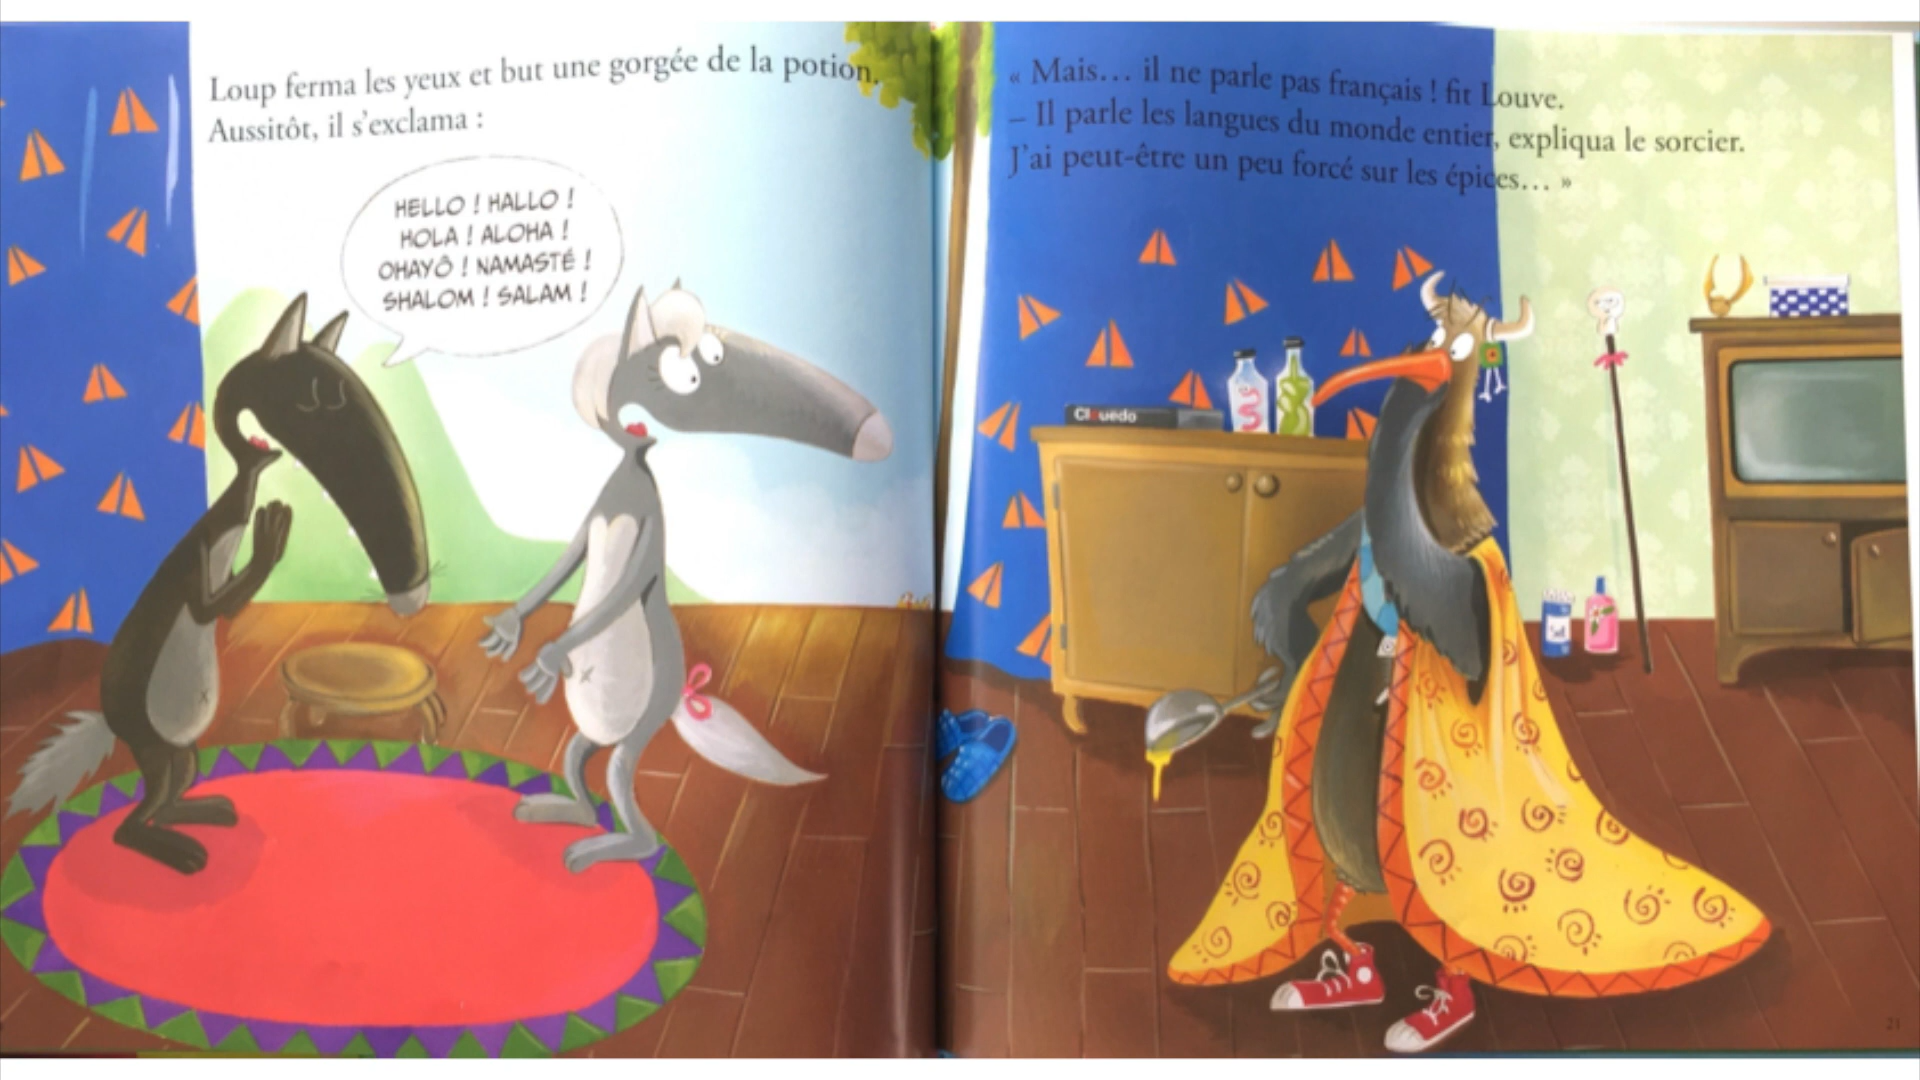 Loup ferma les yeux et but une gorgée de la potion.
Aussitôt, il s'exclama :
HELLO ! HALLO !
HOLA ! ALOHA !
OHAYÔ ! NAMASTÉ !
SHALOM ! SALAM !
« Mais... il ne parle pas français ! fit Louve.
– Il parle les langues du monde entier, expliqua le sorcier.
J'ai peut-être un peu forcé sur les épices... »
Cluedo
Sel
21